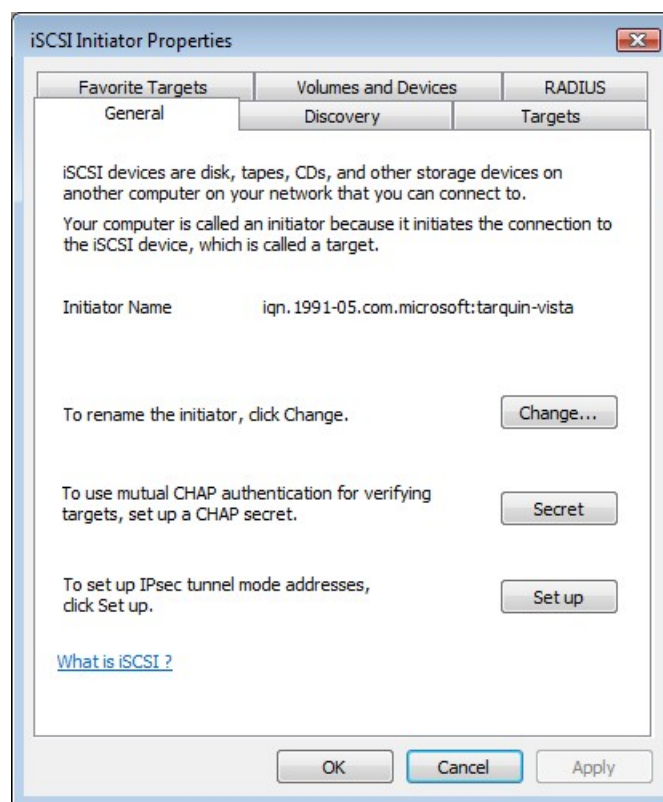 iSCSI Initiator Properties
Favorite Targets
Volumes and Devices
RADIUS
General
Discovery
Targets
iSCSI devices are disk, tapes, CDs, and other storage devices on
another computer on your network that you can connect to.
Your computer is called an initiator because it initiates the connection to
the iSCSI device, which is called a target.
Initiator Name iqn.1991-05.com.microsoft:tarquin-vista
To rename the initiator, click Change.
Change...
To use mutual CHAP authentication for verifying
targets, set up a CHAP secret.
Secret
To set up IPsec tunnel mode addresses,
click Set up.
Set up
What is iSCSI ?
OK
Cancel
Apply